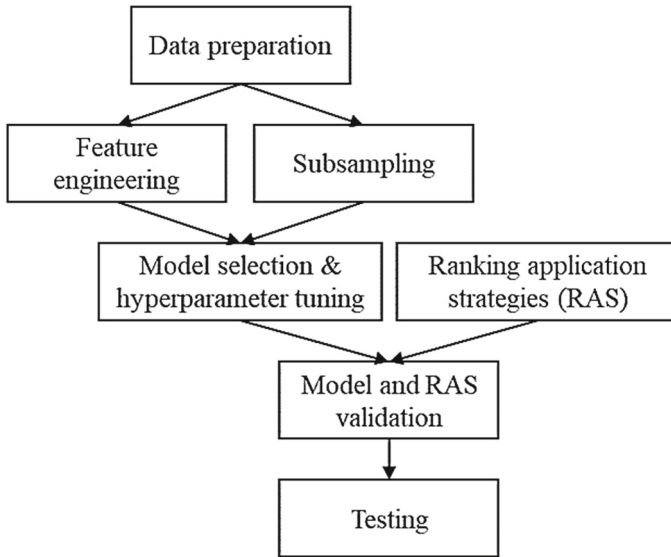 Data preparation
Feature
engineering
Subsampling
Model selection &
hyperparameter tuning
Ranking application
strategies (RAS)
Model and RAS
validation
Testing